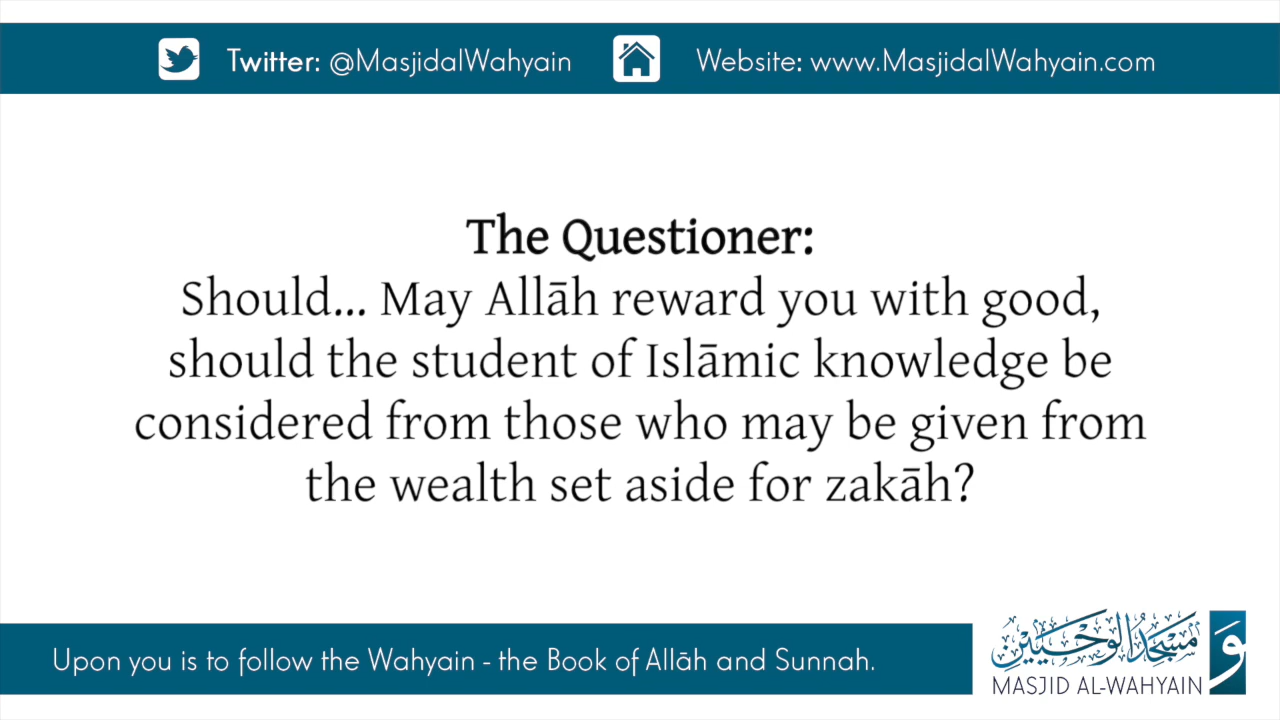 Twitter: @MasjidalWahyain Website: www.MasjidalWahyain.com
The Questioner:
Should... May Allāh reward you with good,
should the student of Islāmic knowledge be
considered from those who may be given from
the wealth set aside for zakāh?
Upon you is to follow the Wahyain - the Book of Allāh and Sunnah.
مَسْجِدُ الوَحْيَيْنِ
و
MASJID AL-WAHYAIN